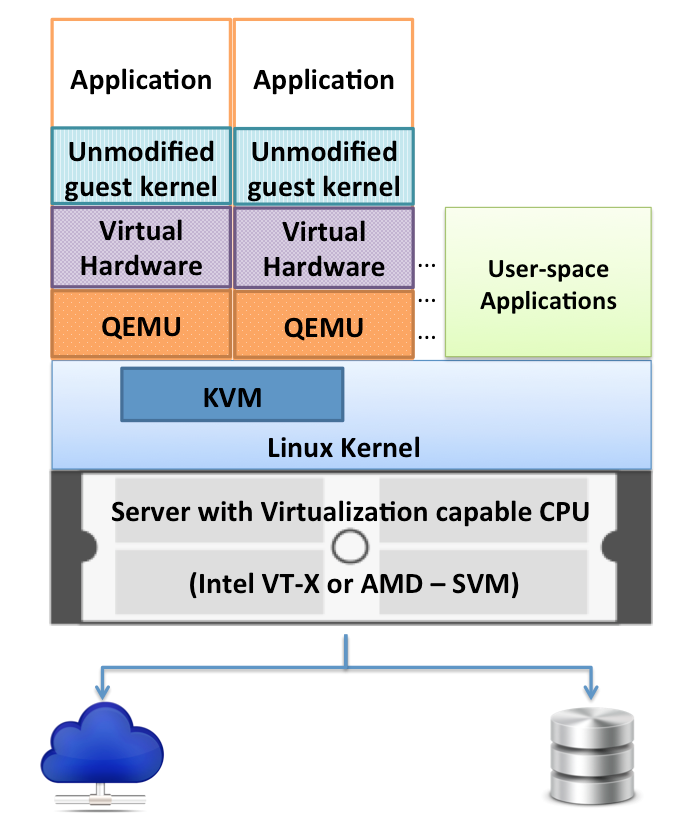 Application
Application
Unmodified
guest kernel
Unmodified
guest kernel
Virtual
Hardware
Virtual
Hardware
...
User-space
Applications
...
QEMU
QEMU
...
KVM
Linux Kernel
Server with Virtualization capable CPU
(Intel VT-X or AMD – SVM)